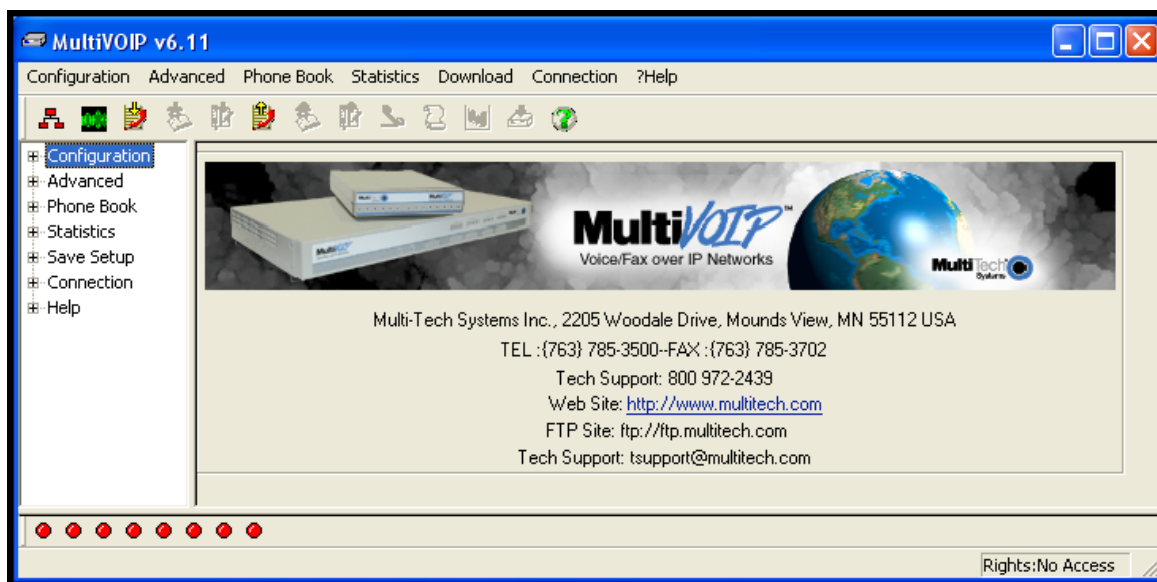 MultiVOIP v6.11
Configuration Advanced Phone Book Statistics Download Connection ?Help
Configuration
Advanced
Phone Book
Statistics
Save Setup
Connection
Help
MultiVOIP™
Voice/Fax over IP Networks
MultiTech
Systems
Multi-Tech Systems Inc., 2205 Woodale Drive, Mounds View, MN 55112 USA
TEL :{763} 785-3500--FAX :{763} 785-3702
Tech Support: 800 972-2439
Web Site: http://www.multitech.com
FTP Site: ftp://ftp.multitech.com
Tech Support: tsupport@multitech.com
Rights:No Access